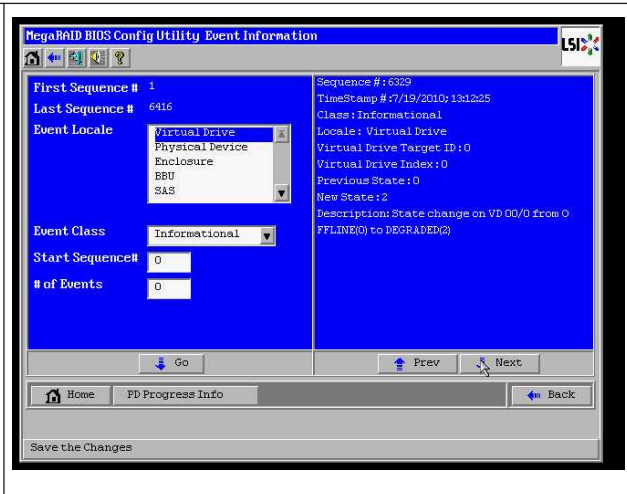 MegaRAID BIOS Config Utility Event Information
LSI
First Sequence # 1
Last Sequence # 6416
Event Locale
Virtual Drive
Physical Device
Enclosure
BBU
SAS
Event Class Informational
Start Sequence# 0
# of Events 0
Go
Sequence #:6329
TimeStamp #:7/19/2010; 13:12:25
Class:Informational
Locale: Virtual Drive
Virtual Drive Target ID:0
Virtual Drive Index:0
Previous State:0
New State:2
Description: State change on VD 00/0 from O
FFLINE(0) to DEGRADED(2)
Prev Next
Home PD Progress Info Back
Save the Changes